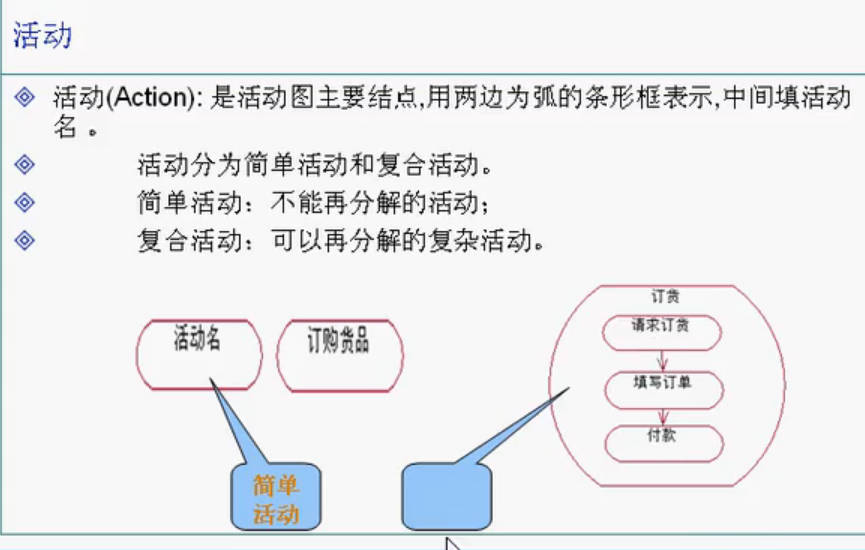 活动
活动(Action): 是活动图主要结点,用两边为弧的条形框表示,中间填活动
名 。
活动分为简单活动和复合活动。
简单活动：不能再分解的活动；
复合活动：可以再分解的复杂活动。
订货
请求订货
活动名
订购货品
填写订单
付款
简单
活动